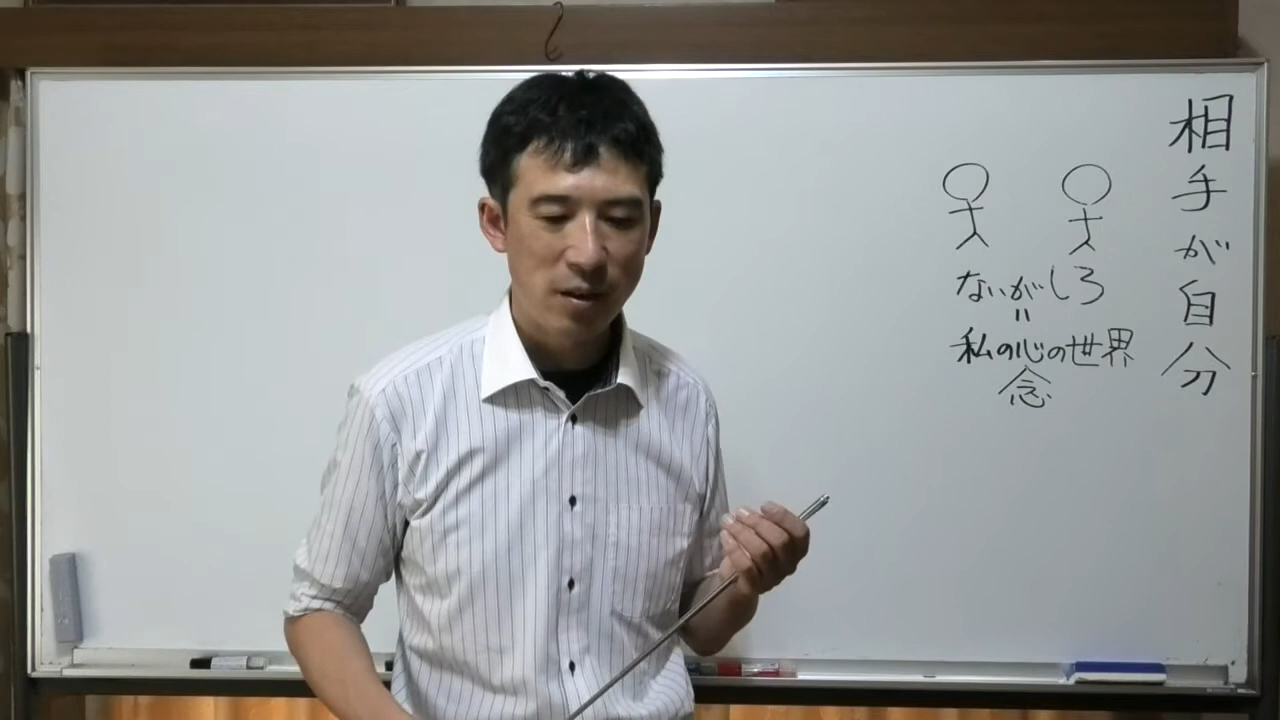 相手が自分
ないがしろ
〃
私の心の世界
念